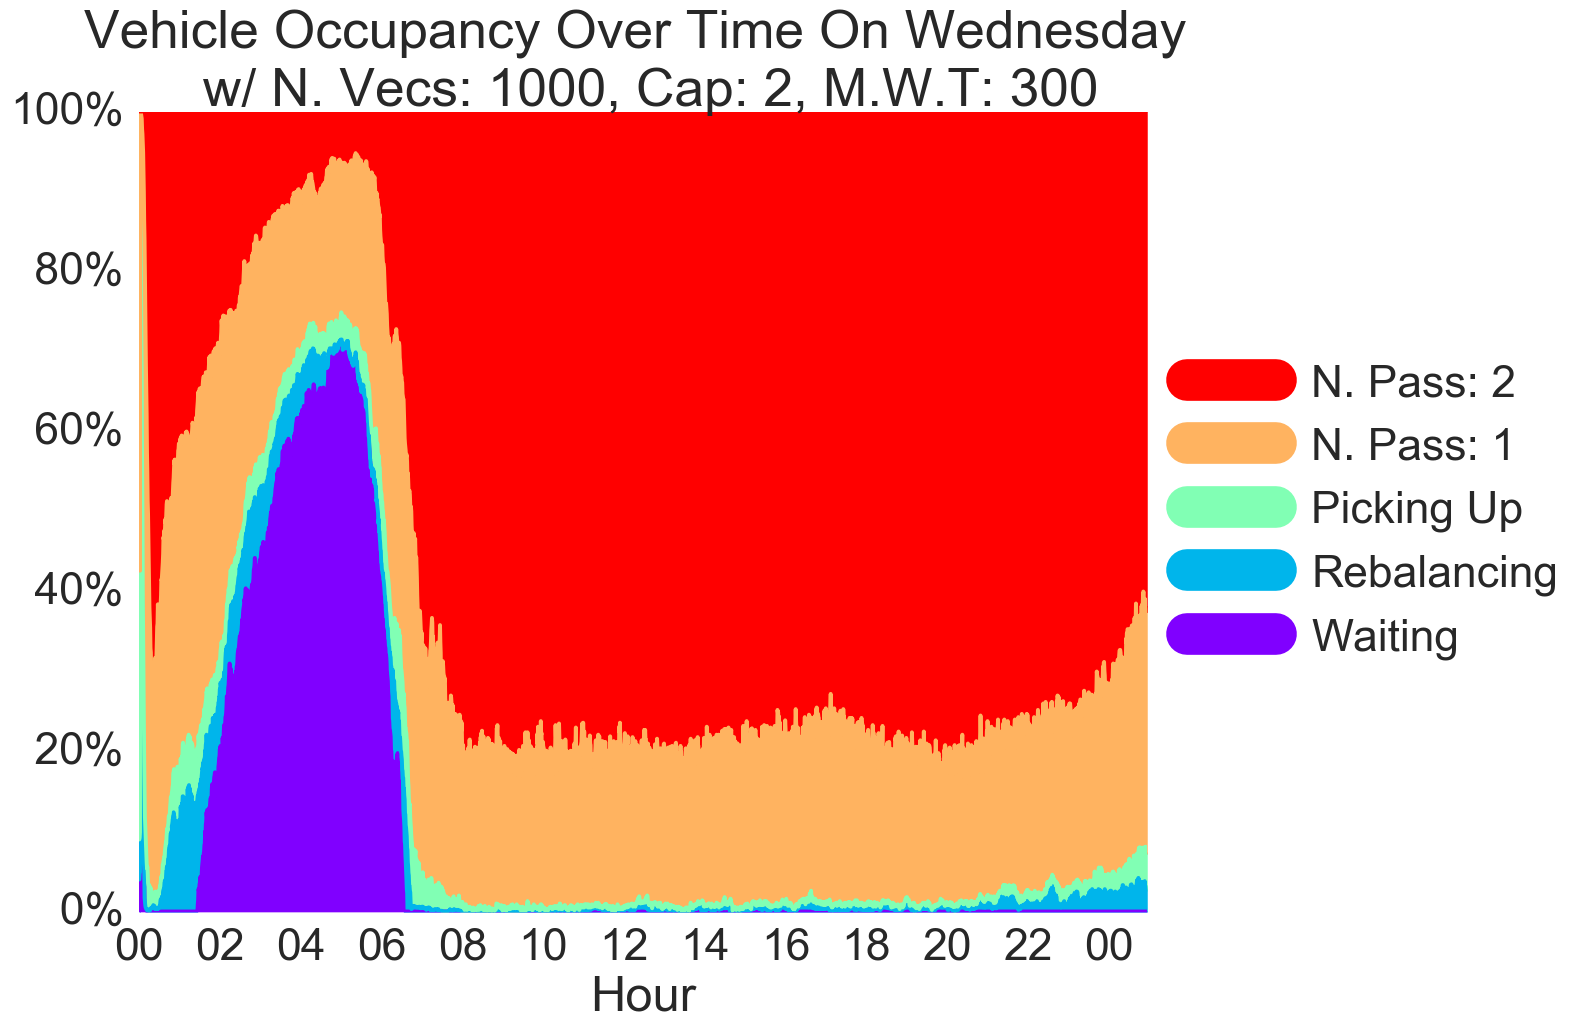 Vehicle Occupancy Over Time On Wednesday
w/ N. Vecs: 1000, Cap: 2, M.W.T: 300
100%
80%
60%
40%
20%
0%
00 02 04 06 08 10 12 14 16 18 20 22 00
Hour
N. Pass: 2
N. Pass: 1
Picking Up
Rebalancing
Waiting